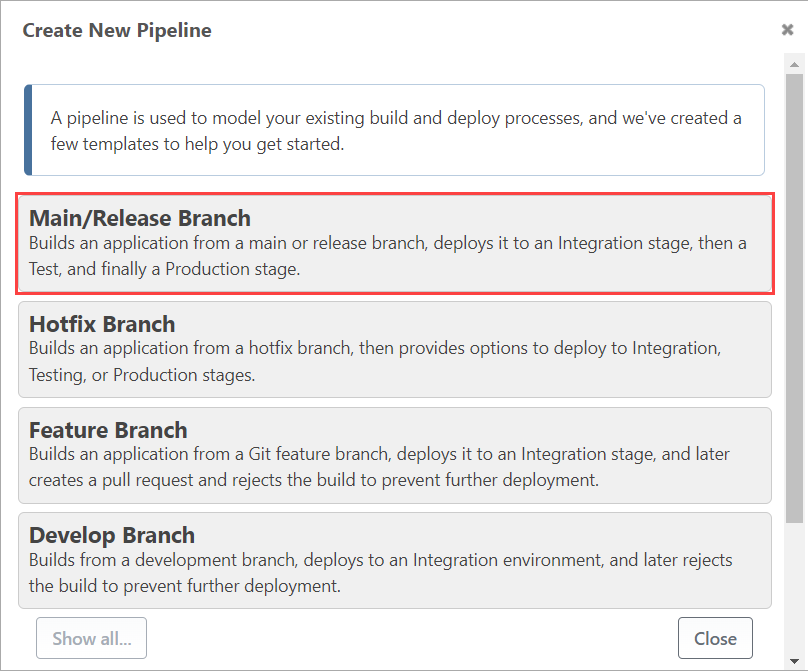 Create New Pipeline
A pipeline is used to model your existing build and deploy processes, and we've created a
few templates to help you get started.
Main/Release Branch
Builds an application from a main or release branch, deploys it to an Integration stage, then a
Test, and finally a Production stage.
Hotfix Branch
Builds an application from a hotfix branch, then provides options to deploy to Integration,
Testing, or Production stages.
Feature Branch
Builds an application from a Git feature branch, deploys it to an Integration stage, and later
creates a pull request and rejects the build to prevent further deployment.
Develop Branch
Builds from a development branch, deploys to an Integration environment, and later rejects
the build to prevent further deployment.
Show all...
Close